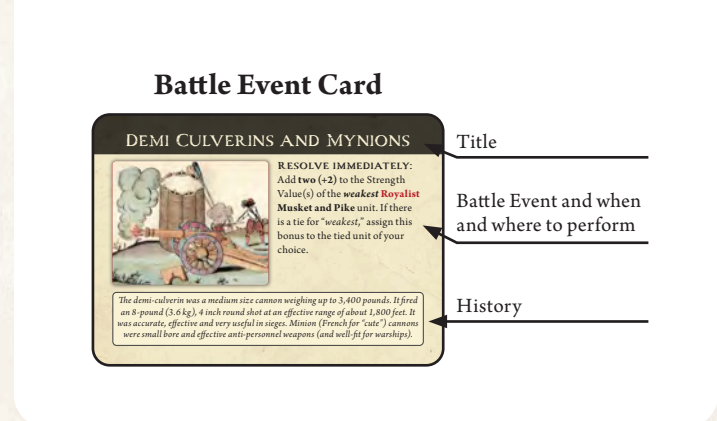 Battle Event Card
DEMI CULVERINS AND MYNIONS
RESOLVE IMMEDIATELY:
Add two (+2) to the Strength
Value(s) of the weakest Royalist
Musket and Pike unit. If there
is a tie for "weakest," assign this
bonus to the tied unit of your
choice.
The demi-culverin was a medium size cannon weighing up to 3,400 pounds. It fired
an 8-pound (3.6 kg), 4 inch round shot at an effective range of about 1,800 feet. It
was accurate, effective and very useful in sieges. Minion (French for "cute") cannons
were small bore and effective anti-personnel weapons (and well-fit for warships).
Title
Battle Event and when
and where to perform
History